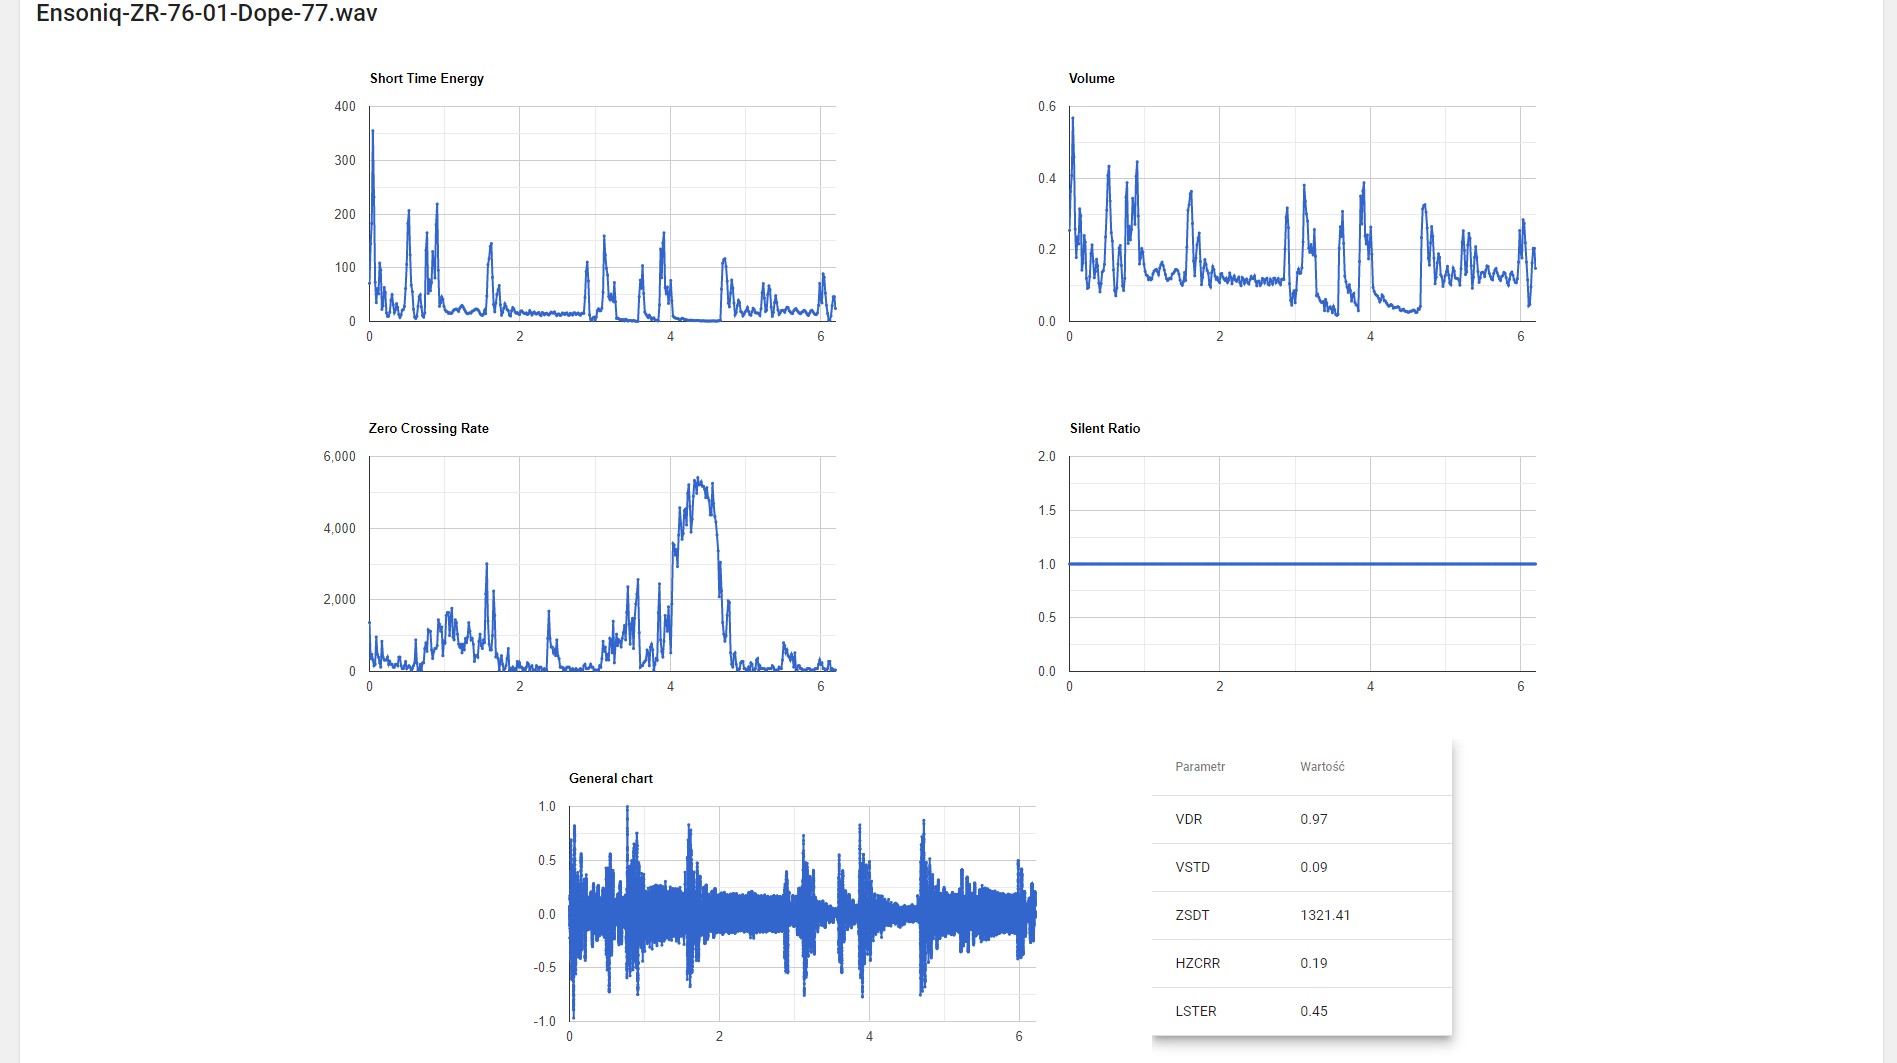 Ensoniq-ZR-76-01-Dope-77.wav
Short Time Energy
400
300
200
100
0
0 2 4 6
Volume
0.6
0.4
0.2
0.0
0 2 4 6
Zero Crossing Rate
6,000
4,000
2,000
0
0 2 4 6
Silent Ratio
2.0
1.5
1.0
0.5
0.0
0 2 4 6
General chart
1.0
0.5
0.0
-0.5
-1.0
0 2 4 6
Parametr Wartość
VDR 0.97
VSTD 0.09
ZSDT 1321.41
HZCRR 0.19
LSTER 0.45